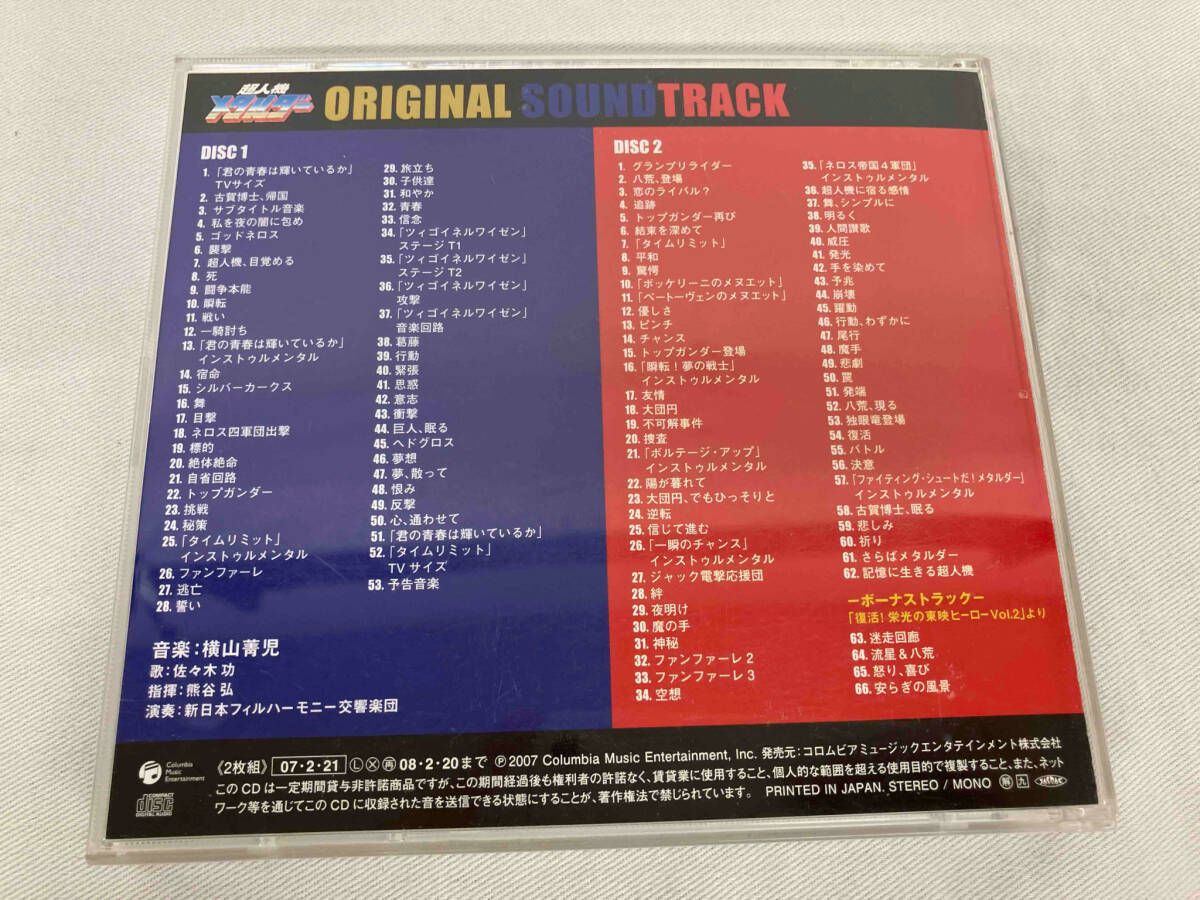 超人機
メタルダー
ORIGINAL SOUNDTRACK
DISC 1
1. 「君の青春は輝いているか」
TVサイズ
2. 古賀博士、帰国
3. サブタイトル音楽
4. 私を夜の闇に包め
5. ゴッドネロス
6. 襲撃
7. 超人機、目覚める
8. 死
9. 闘争本能
10. 瞬転
11. 戦い
12. 一騎討ち
13. 「君の青春は輝いているか」
インストゥルメンタル
14. 宿命
15. シルバーカークス
16. 舞
17. 目撃
18. ネロス四軍団出撃
19. 標的
20. 絶体絶命
21. 自省回路
22. トップガンダー
23. 挑戦
24. 秘策
25. 「タイムリミット」
インストゥルメンタル
26. ファンファーレ
27. 逃亡
28. 誓い
29. 旅立ち
30. 子供達
31. 和やか
32. 青春
33. 信念
34. 「ツィゴイネルワイゼン」
ステージ T1
35. 「ツィゴイネルワイゼン」
ステージ T2
36. 「ツィゴイネルワイゼン」
攻撃
37. 「ツィゴイネルワイゼン」
音楽回路
38. 葛藤
39. 行動
40. 緊張
41. 思惑
42. 意志
43. 衝撃
44. 巨人、眠る
45. ヘドグロス
46. 夢想
47. 夢、散って
48. 恨み
49. 反撃
50. 心、通わせて
51. 「君の青春は輝いているか」
52. 「タイムリミット」
TV サイズ
53. 予告音楽
音楽:横山菁児
歌:佐々木 功
指揮:熊谷 弘
演奏:新日本フィルハーモニー交響楽団
DISC 2
1. グランプリライダー
2. 八荒、登場
3. 恋のライバル?
4. 追跡
5. トップガンダー再び
6. 結束を深めて
7. 「タイムリミット」
8. 平和
9. 驚愕
10. 「ボッケリーニのメヌエット」
11. 「ベートーヴェンのメヌエット」
12. 優しさ
13. ピンチ
14. チャンス
15. トップガンダー登場
16. 「瞬転!夢の戦士」
インストゥルメンタル
17. 友情
18. 大団円
19. 不可解事件
20. 捜査
21. 「ボルテージ・アップ」
インストゥルメンタル
22. 陽が暮れて
23. 大団円、でもひっそりと
24. 逆転
25. 信じて進む
26. 「一瞬のチャンス」
インストゥルメンタル
27. ジャック電撃応援団
28. 絆
29. 夜明け
30. 魔の手
31. 神秘
32. ファンファーレ 2
33. ファンファーレ 3
34. 空想
35. 「ネロス帝国4軍団」
インストゥルメンタル
36. 超人機に宿る感情
37. 舞、シンプルに
38. 明るく
39. 人間讃歌
40. 威圧
41. 発光
42. 手を染めて
43. 予兆
44. 崩壊
45. 躍動
46. 行動、わずかに
47. 尾行
48. 魔手
49. 悲劇
50. 罠
51. 発端
52. 八荒、現る
53. 独眼竜登場
54. 復活
55. バトル
56. 決意
57. 「ファイティング・シュートだ!メタルダー」
インストゥルメンタル
58. 古賀博士、眠る
59. 悲しみ
60. 祈り
61. さらばメタルダー
62. 記憶に生きる超人機
ーボーナストラックー
「復活! 栄光の東映ヒーローVol.2」より
63. 迷走回廊
64. 流星&八荒
65. 怒り、喜び
66. 安らぎの風景
Columbia
Music
Entertainment
COMPACT
disc
DIGITAL AUDIO
《2枚組》 07・2・21 Ⓛ Ⓧ 再 08・2・20まで ℗2007 Columbia Music Entertainment, Inc. 発売元:コロムビアミュージックエンタテインメント株式会社
このCDは一定期間貸与非許諾商品ですが、この期間経過後も権利者の許諾なく、賃貸業に使用すること、個人的な範囲を超える使用目的で複製すること、また、ネット
ワーク等を通じてこのCDに収録された音を送信できる状態にすることが、著作権法で禁じられています。 PRINTED IN JAPAN. STEREO / MONO 解 九